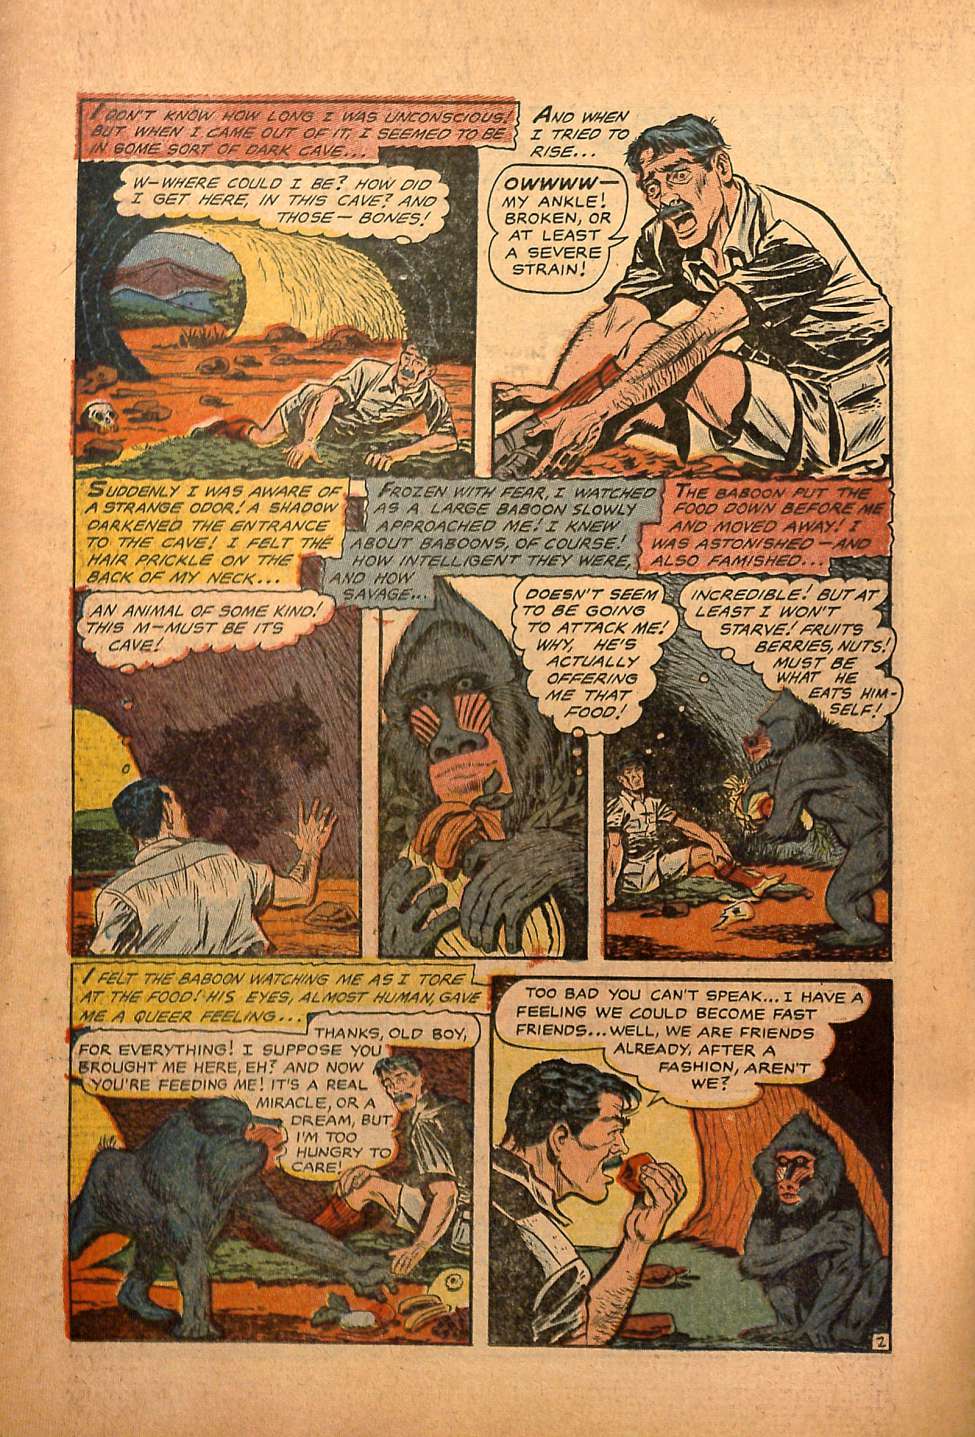 I DON'T KNOW HOW LONG I WAS UNCONSCIOUS!
BUT WHEN I CAME OUT OF IT, I SEEMED TO BE
IN SOME SORT OF DARK CAVE...
W-WHERE COULD I BE? HOW DID
I GET HERE, IN THIS CAVE? AND
THOSE - BONES!
AND WHEN
I TRIED TO
RISE...
OWWWW-
MY ANKLE!
BROKEN, OR
AT LEAST
A SEVERE
STRAIN!
SUDDENLY I WAS AWARE OF
A STRANGE ODOR! A SHADOW
DARKENED THE ENTRANCE
TO THE CAVE! I FELT THE
HAIR PRICKLE ON THE
BACK OF MY NECK...
AN ANIMAL OF SOME KIND!
THIS M-MUST BE ITS
CAVE!
FROZEN WITH FEAR, I WATCHED
AS A LARGE BABOON SLOWLY
APPROACHED ME! I KNEW
ABOUT BABOONS, OF COURSE!
HOW INTELLIGENT THEY WERE,
AND HOW
SAVAGE...
DOESN'T SEEM
TO BE GOING
TO ATTACK ME!
WHY, HE'S
ACTUALLY
OFFERING
ME THAT
FOOD!
THE BABOON PUT THE
FOOD DOWN BEFORE ME
AND MOVED AWAY! I
WAS ASTONISHED - AND
ALSO FAMISHED...
INCREDIBLE! BUT AT
LEAST I WON'T
STARVE! FRUITS
BERRIES, NUTS!
MUST BE
WHAT HE
EATS HIM-
SELF!
I FELT THE BABOON WATCHING ME AS I TORE
AT THE FOOD! HIS EYES, ALMOST HUMAN, GAVE
ME A QUEER FEELING...
THANKS, OLD BOY,
FOR EVERYTHING! I SUPPOSE YOU
BROUGHT ME HERE, EH? AND NOW
YOU'RE FEEDING ME! IT'S A REAL
MIRACLE, OR A
DREAM, BUT
I'M TOO
HUNGRY TO
CARE!
TOO BAD YOU CAN'T SPEAK... I HAVE A
FEELING WE COULD BECOME FAST
FRIENDS... WELL, WE ARE FRIENDS
ALREADY, AFTER A
FASHION, AREN'T
WE?
2